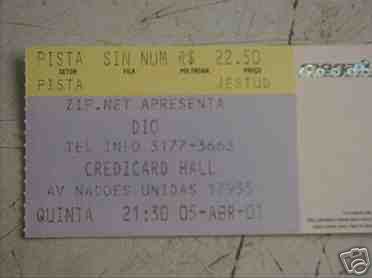 PISTA SIN NUM R$ 22.50
SETOR FILA POLTRONA PREÇO
PISTA JESTUD
ZIP.NET APRESENTA
DIO
TEL INFO 3177-3663
CREDICARD HALL
AV NACOES UNIDAS 17955
QUINTA 21:30 05-ABR-01